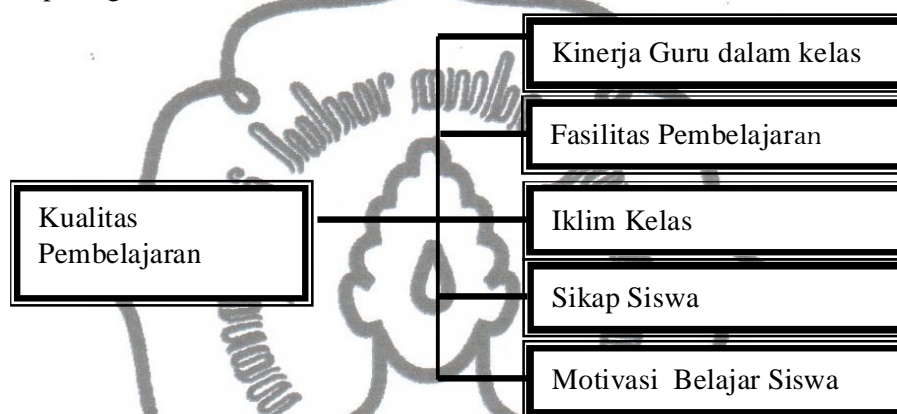 Kinerja Guru dalam kelas
Fasilitas Pembelajaran
Kualitas
Pembelajaran
Iklim Kelas
Sikap Siswa
Motivasi Belajar Siswa